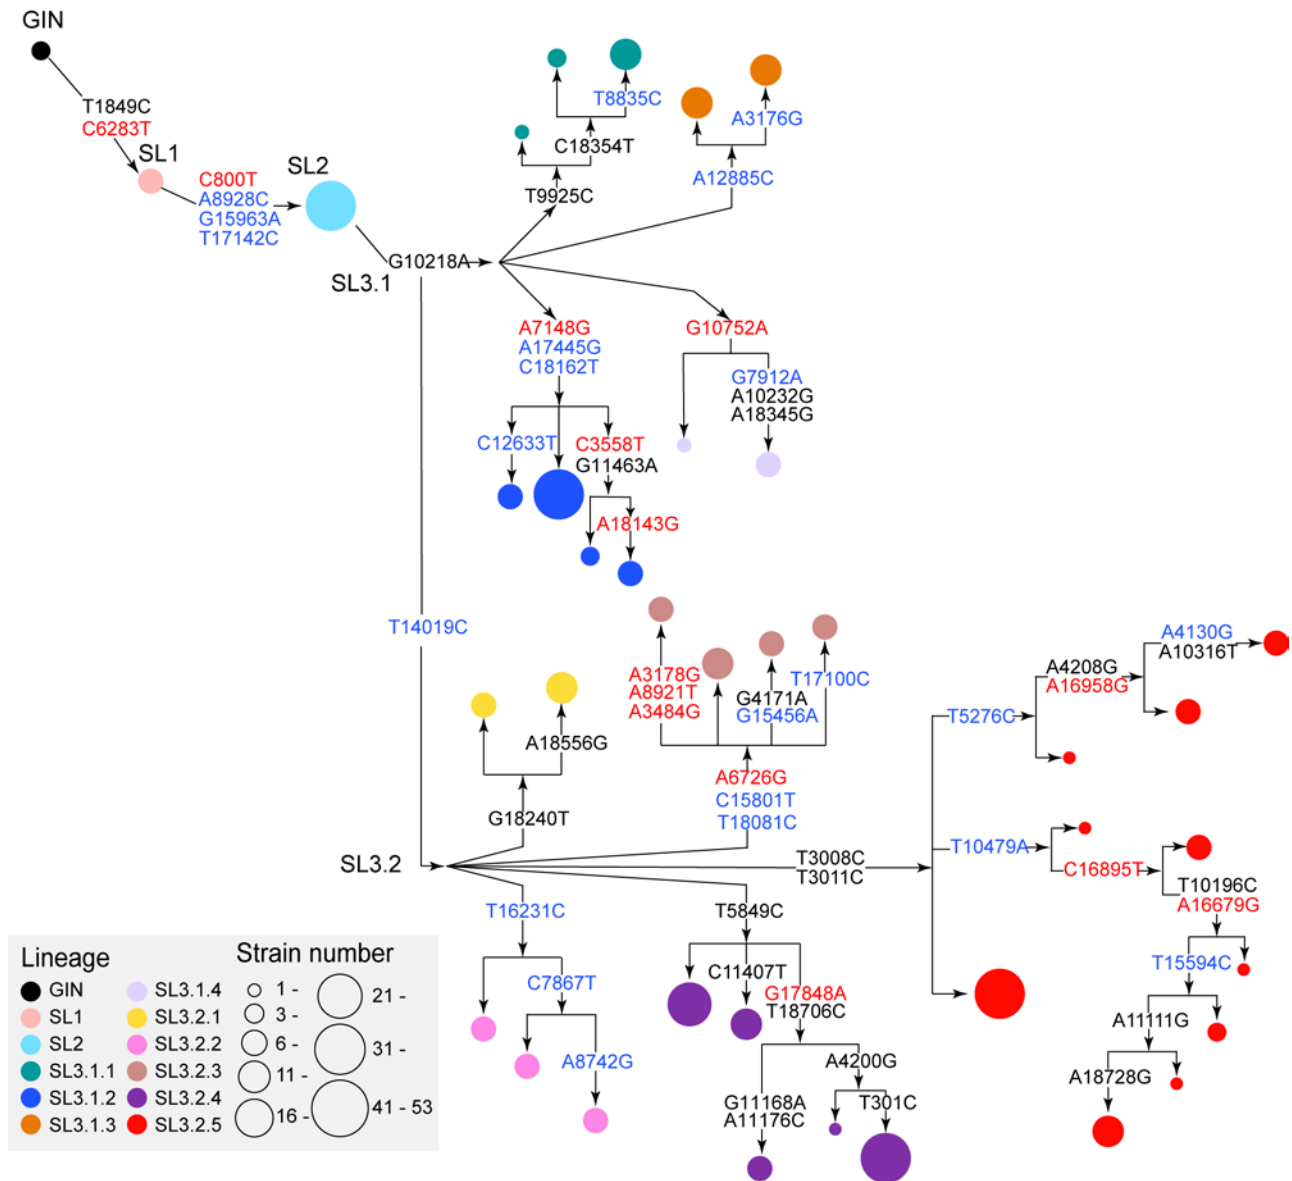 GIN
T1849C
C6283T
SL1
C800T
A8928C
G15963A
T17142C
SL2
G10218A
SL3.1
T8835C
C18354T
T9925C
A3176G
A12885C
A7148G
A17445G
C18162T
C12633T
C3558T
G11463A
A18143G
G10752A
G7912A
A10232G
A18345G
T14019C
A18556G
G18240T
A3178G
A8921T
A3484G
G4171A
G15456A
T17100C
A6726G
C15801T
T18081C
SL3.2
T3008C
T3011C
T5276C
A4208G
A16958G
A4130G
A10316T
T10479A
C16895T
T10196C
A16679G
T15594C
A11111G
A18728G
T16231C
C7867T
A8742G
T5849C
C11407T
G17848A
T18706C
A4200G
T301C
G11168A
A11176C
Lineage
GIN
SL1
SL2
SL3.1.1
SL3.1.2
SL3.1.3
SL3.1.4
SL3.2.1
SL3.2.2
SL3.2.3
SL3.2.4
SL3.2.5
Strain number
1 -
3 -
6 -
11 -
16 -
21 -
31 -
41 - 53